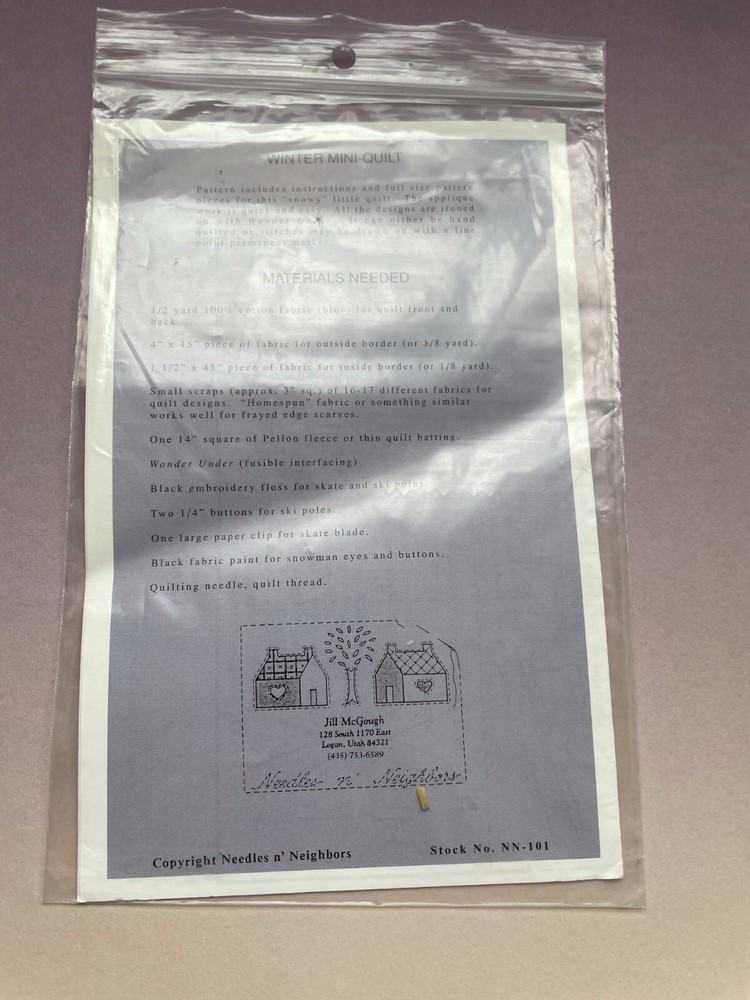 WINTER MINI-QUILT
Pattern includes instructions and full size pattern
pieces for this "snowy" little quilt. The applique
work is quick and easy. All the designs are ironed
on with Wonder Under. It can either be hand
quilted or stitches may be drawn on with a fine
point permanent marker.
MATERIALS NEEDED
1/2 yard 100% cotton fabric (blue) for quilt front and
back.
4" x 45" piece of fabric for outside border (or 1/8 yard).
1 1/2" x 45" piece of fabric for inside border (or 1/8 yard).
Small scraps (approx. 3" sq.) of 16-17 different fabrics for
quilt designs. "Homespun" fabric or something similar
works well for frayed edge scarves.
One 14" square of Pellon fleece or thin quilt batting.
Wonder Under (fusible interfacing)
Black embroidery floss for skate and ski poles.
Two 1/4" buttons for ski poles.
One large paper clip for skate blade.
Black fabric paint for snowman eyes and buttons.
Quilting needle, quilt thread.
Jill McGough
128 South 1170 East
Logan, Utah 84321
(435) 753-6589
Needles n' Neighbors
Copyright Needles n' Neighbors
Stock No. NN-101